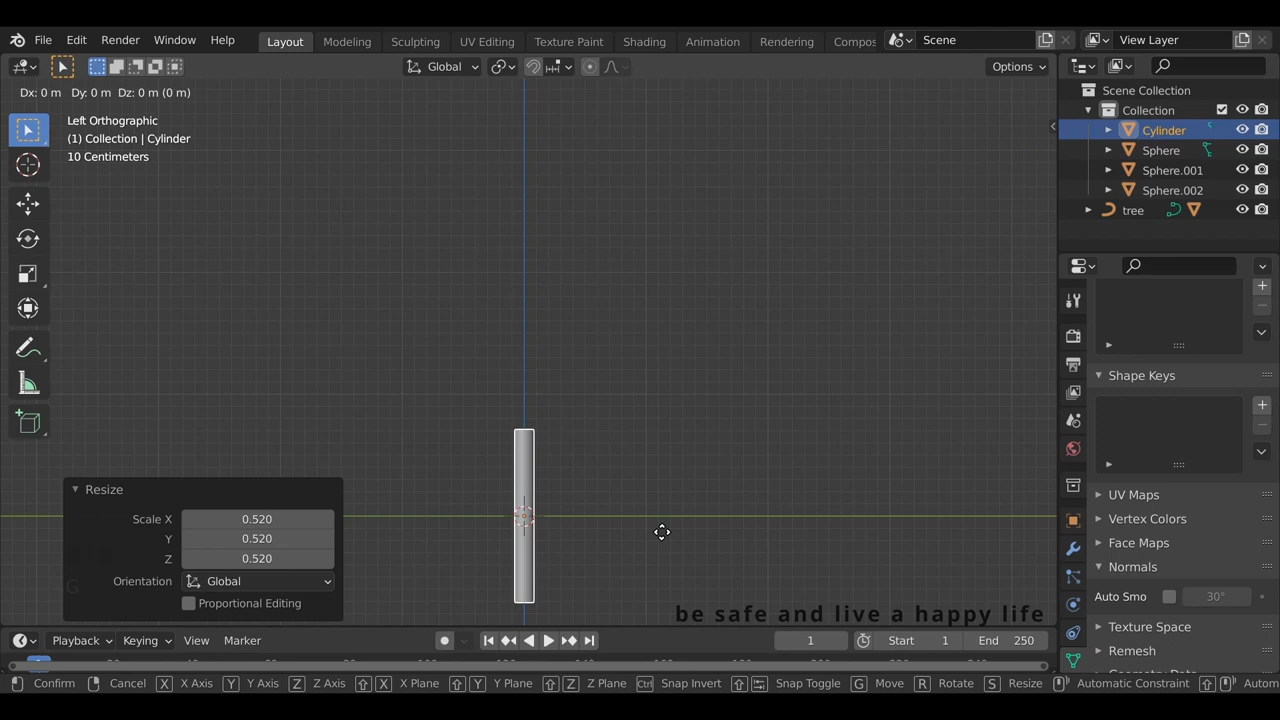 File Edit Render Window Help Layout Modeling Sculpting UV Editing Texture Paint Shading Animation Rendering Compos Scene View Layer
Global Options
Dx: 0 m Dy: 0 m Dz: 0 m (0 m)
Left Orthographic
(1) Collection | Cylinder
10 Centimeters
Scene Collection
Collection
Cylinder
Sphere
Sphere.001
Sphere.002
tree
Shape Keys
UV Maps
Vertex Colors
Face Maps
Normals
Auto Smo 30°
Texture Space
Remesh
Geometry Data
Resize
Scale X 0.520
Y 0.520
Z 0.520
Orientation Global
Proportional Editing
G
be safe and live a happy life
Playback Keying View Marker 1 Start 1 End 250
Confirm Cancel X X Axis Y Y Axis Z Z Axis X X Plane Y Y Plane Z Z Plane Ctrl Snap Invert Snap Toggle G Move R Rotate S Resize Automatic Constraint Autom